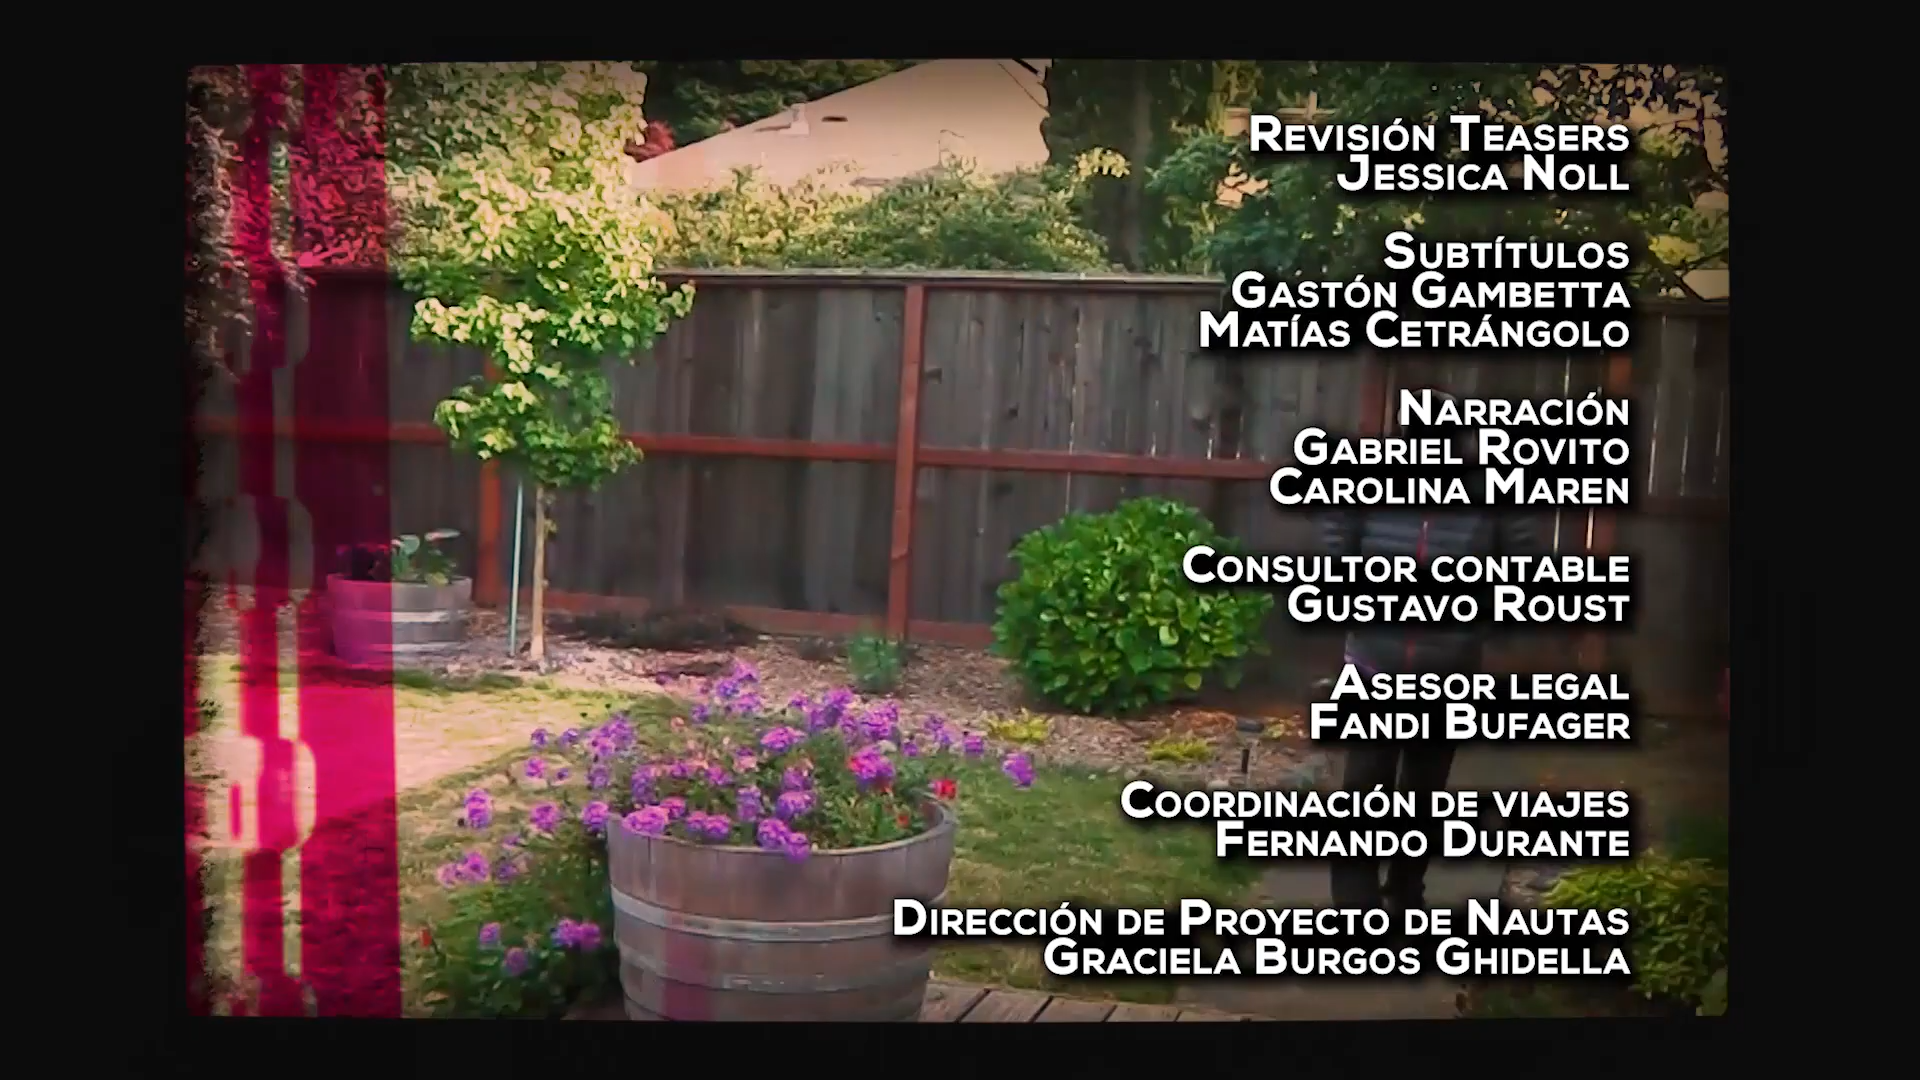 Revisión Teasers
Jessica Noll
Subtítulos
Gastón Gambetta
Matías Cetrángolo
Narración
Gabriel Rovito
Carolina Maren
Consultor contable
Gustavo Roust
Asesor legal
Fandi Bufager
Coordinación de viajes
Fernando Durante
Dirección de Proyecto de Nautas
Graciela Burgos Ghidella